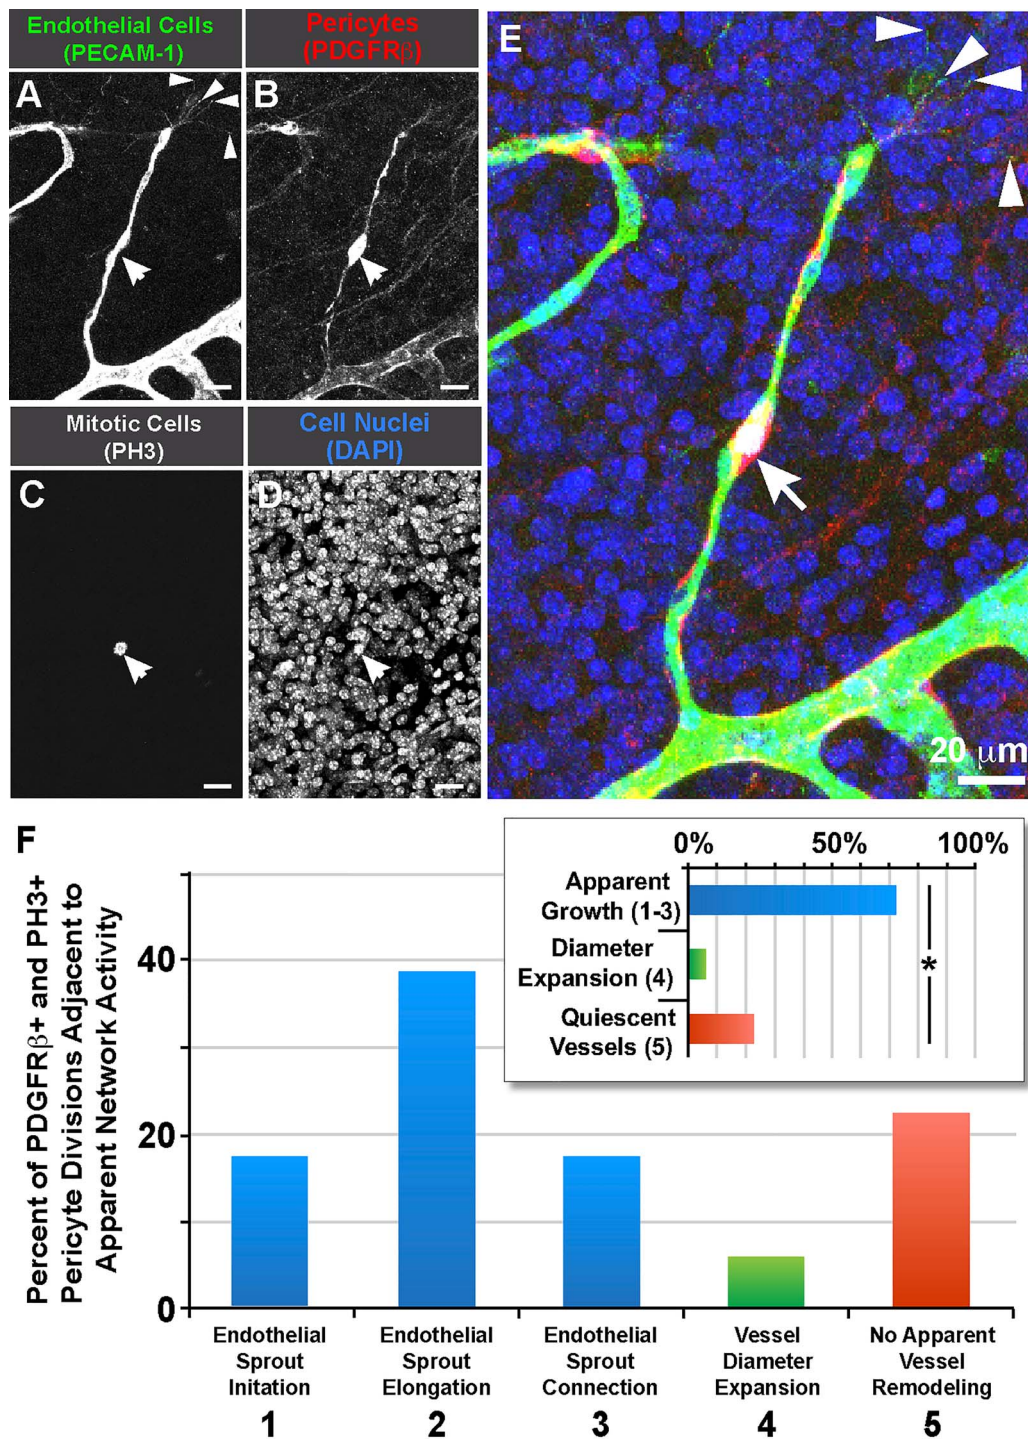 Endothelial Cells
(PECAM-1)
Pericytes
(PDGFRβ)
A
B
Mitotic Cells
(PH3)
Cell Nuclei
(DAPI)
C
D
E
20 μm
F
Percent of PDGFRβ+ and PH3+
Pericyte Divisions Adjacent to
Apparent Network Activity
40
20
0
0%
50%
100%
Apparent
Growth (1-3)
Diameter
Expansion (4)
Quiescent
Vessels (5)
*
Endothelial
Sprout
Initation
1
Endothelial
Sprout
Elongation
2
Endothelial
Sprout
Connection
3
Vessel
Diameter
Expansion
4
No Apparent
Vessel
Remodeling
5